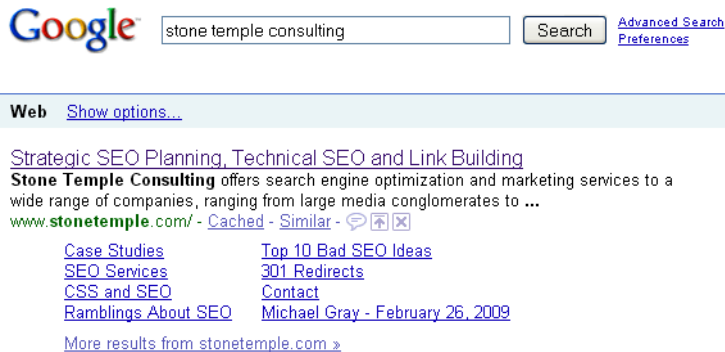 Google stone temple consulting Search Advanced Search
Preferences
Web Show options...
Strategic SEO Planning, Technical SEO and Link Building
Stone Temple Consulting offers search engine optimization and marketing services to a
wide range of companies, ranging from large media conglomerates to ...
www.stonetemple.com/ - Cached - Similar -
Case Studies Top 10 Bad SEO Ideas
SEO Services 301 Redirects
CSS and SEO Contact
Ramblings About SEO Michael Gray - February 26, 2009
More results from stonetemple.com »